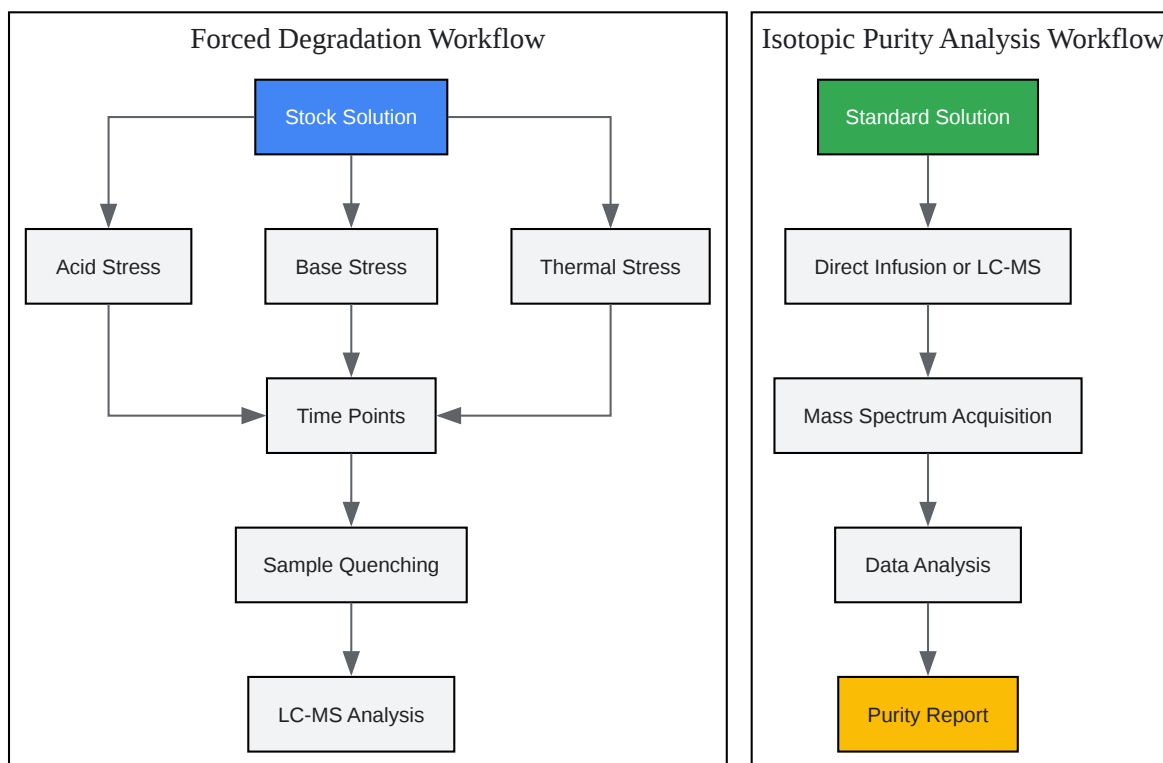 Forced Degradation Workflow
Stock Solution
Acid Stress
Base Stress
Thermal Stress
Time Points
Sample Quenching
LC-MS Analysis
Isotopic Purity Analysis Workflow
Standard Solution
Direct Infusion or LC-MS
Mass Spectrum Acquisition
Data Analysis
Purity Report